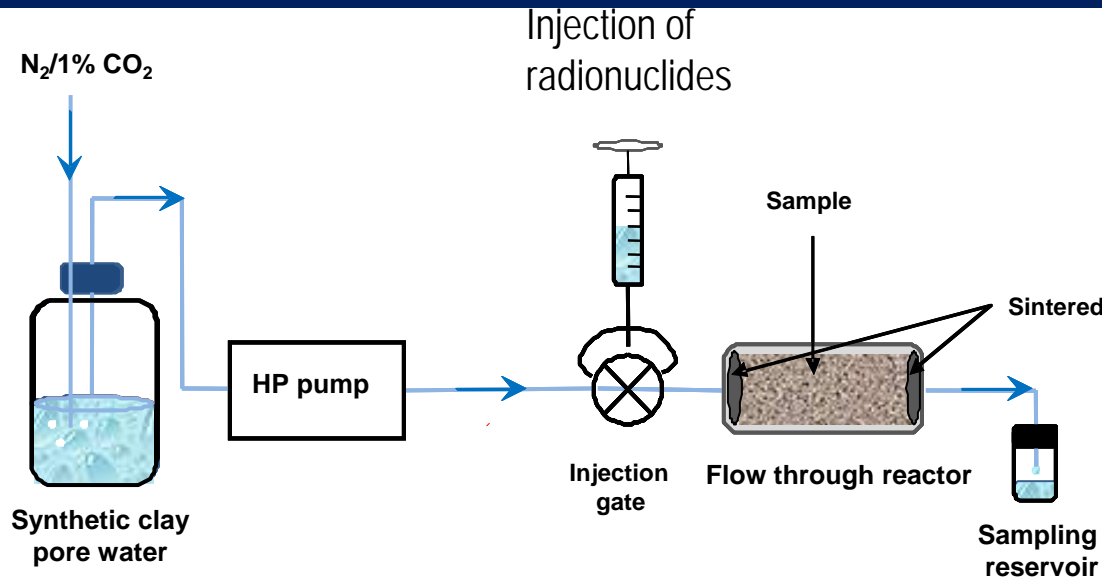 Injection of
radionuclides
N₂/1% CO₂
Sample
Sintered
HP pump
Injection
gate
Flow through reactor
Synthetic clay
pore water
Sampling
reservoir